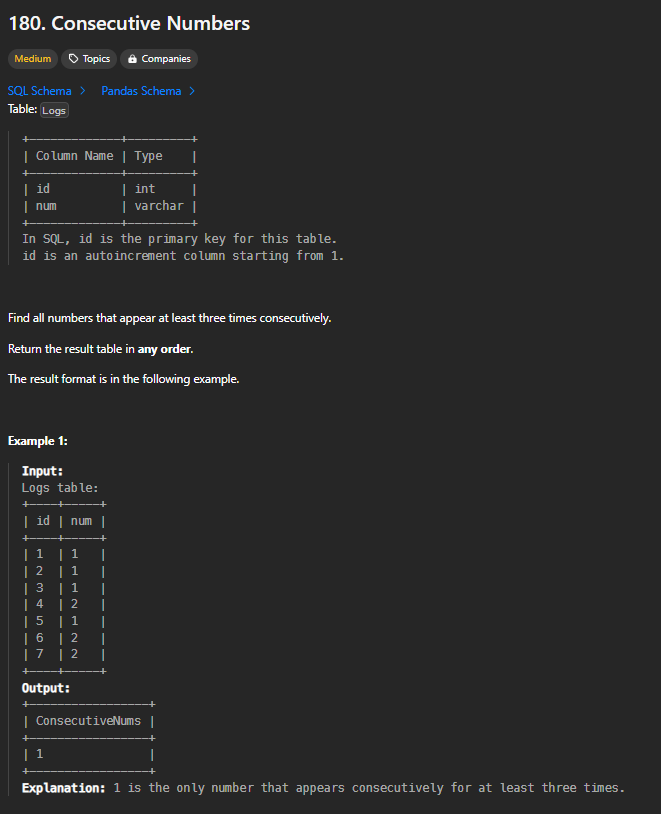 180. Consecutive Numbers
Medium Topics Companies
SQL Schema > Pandas Schema >
Table: Logs
+-------------+---------+
| Column Name | Type    |
+-------------+---------+
| id          | int     |
| num         | varchar |
+-------------+---------+
In SQL, id is the primary key for this table.
id is an autoincrement column starting from 1.
Find all numbers that appear at least three times consecutively.
Return the result table in any order.
The result format is in the following example.
Example 1:
Input:
Logs table:
+----+-----+
| id | num |
+----+-----+
| 1  | 1   |
| 2  | 1   |
| 3  | 1   |
| 4  | 2   |
| 5  | 1   |
| 6  | 2   |
| 7  | 2   |
+----+-----+
Output:
+-----------------+
| ConsecutiveNums |
+-----------------+
| 1               |
+-----------------+
Explanation: 1 is the only number that appears consecutively for at least three times.